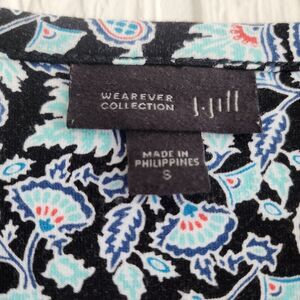 WEAREVER
COLLECTION
J.Jill
MADE IN
PHILIPPINES
S